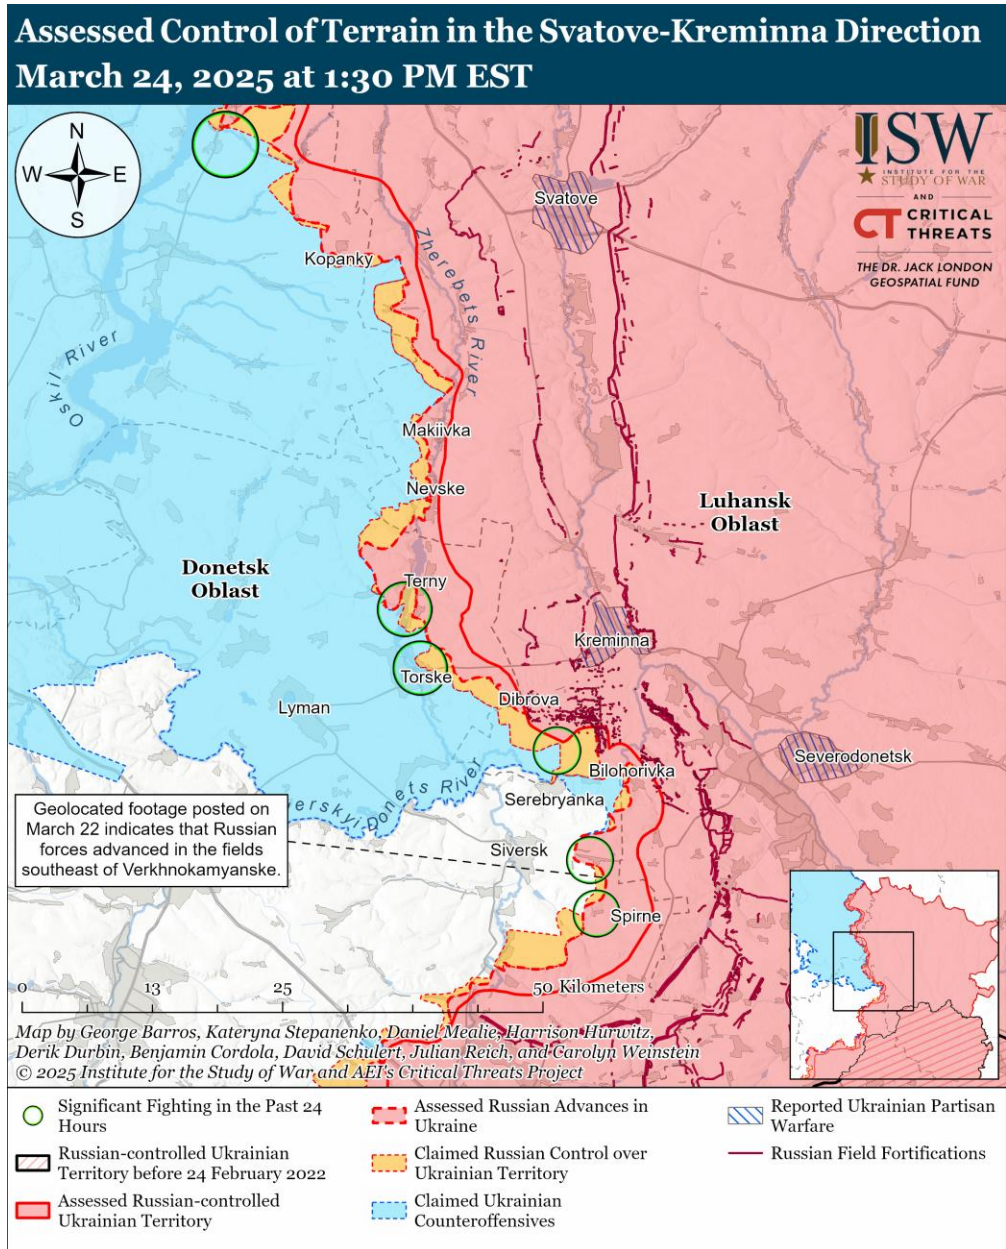 Assessed Control of Terrain in the Svatove-Kreminna Direction
March 24, 2025 at 1:30 PM EST
N
W E
S
ISW
INSTITUTE FOR THE
STUDY OF WAR
AND
CT CRITICAL
THREATS
THE DR. JACK LONDON
GEOSPATIAL FUND
Svatove
Kopanky
Zherebets River
Oskil River
Makiivka
Nevske
Luhansk
Oblast
Donetsk
Oblast
Terny
Kreminna
Torske
Lyman
Dibrova
Severodonetsk
Bilohorivka
Serebryanka
erskyi-Donets River
Geolocated footage posted on
March 22 indicates that Russian
forces advanced in the fields
southeast of Verkhnokamyanske.
Siversk
Spirne
0 13 25 50 Kilometers
Map by George Barros, Kateryna Stepanenko, Daniel Mealie, Harrison Hurwitz,
Derik Durbin, Benjamin Cordola, David Schulert, Julian Reich, and Carolyn Weinstein
© 2025 Institute for the Study of War and AEI's Critical Threats Project
Significant Fighting in the Past 24
Hours
Russian-controlled Ukrainian
Territory before 24 February 2022
Assessed Russian-controlled
Ukrainian Territory
Assessed Russian Advances in
Ukraine
Claimed Russian Control over
Ukrainian Territory
Claimed Ukrainian
Counteroffensives
Reported Ukrainian Partisan
Warfare
Russian Field Fortifications